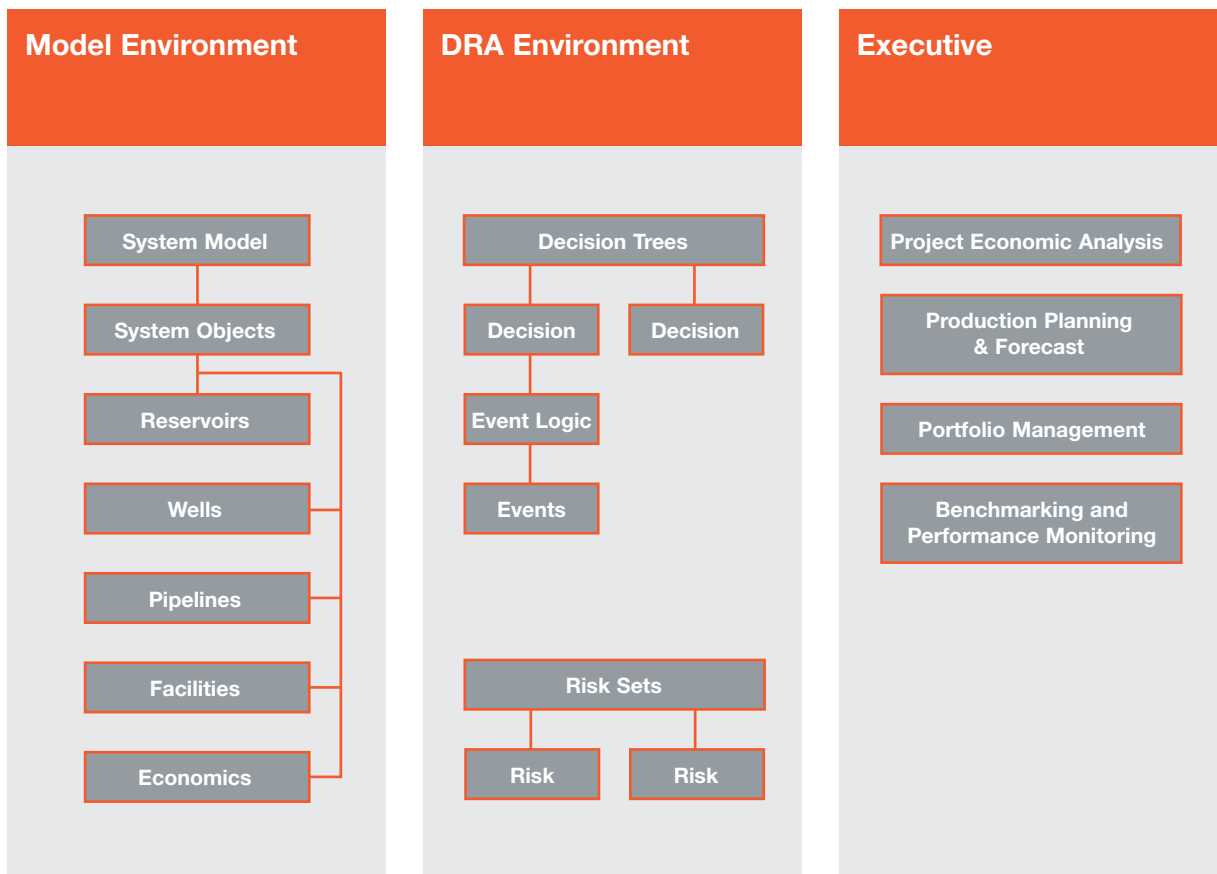 Model Environment
System Model
System Objects
Reservoirs
Wells
Pipelines
Facilities
Economics
DRA Environment
Decision Trees
Decision
Decision
Event Logic
Events
Risk Sets
Risk
Risk
Executive
Project Economic Analysis
Production Planning
& Forecast
Portfolio Management
Benchmarking and
Performance Monitoring